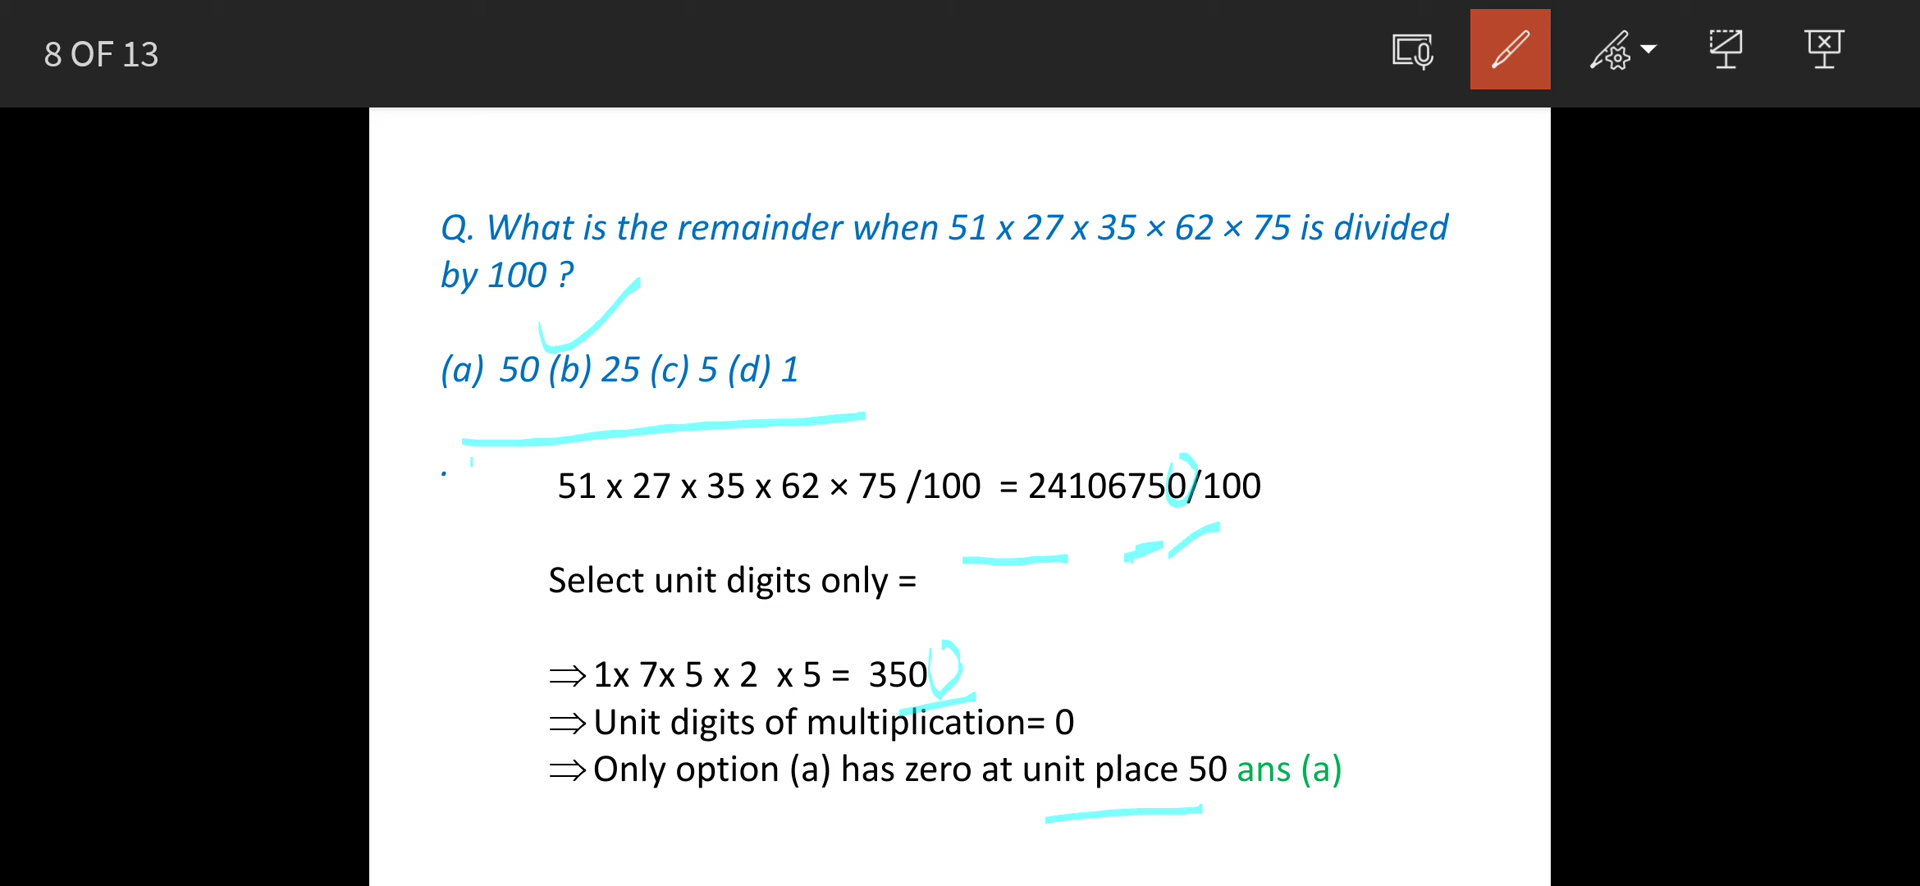 8 OF 13
Q. What is the remainder when 51 x 27 x 35 × 62 × 75 is divided
by 100 ?
(a) 50 (b) 25 (c) 5 (d) 1
.
51 x 27 x 35 x 62 × 75 /100 = 24106750/100
Select unit digits only =
⇒1x 7x 5 x 2 x 5 = 350
⇒Unit digits of multiplication= 0
⇒Only option (a) has zero at unit place 50 ans (a)